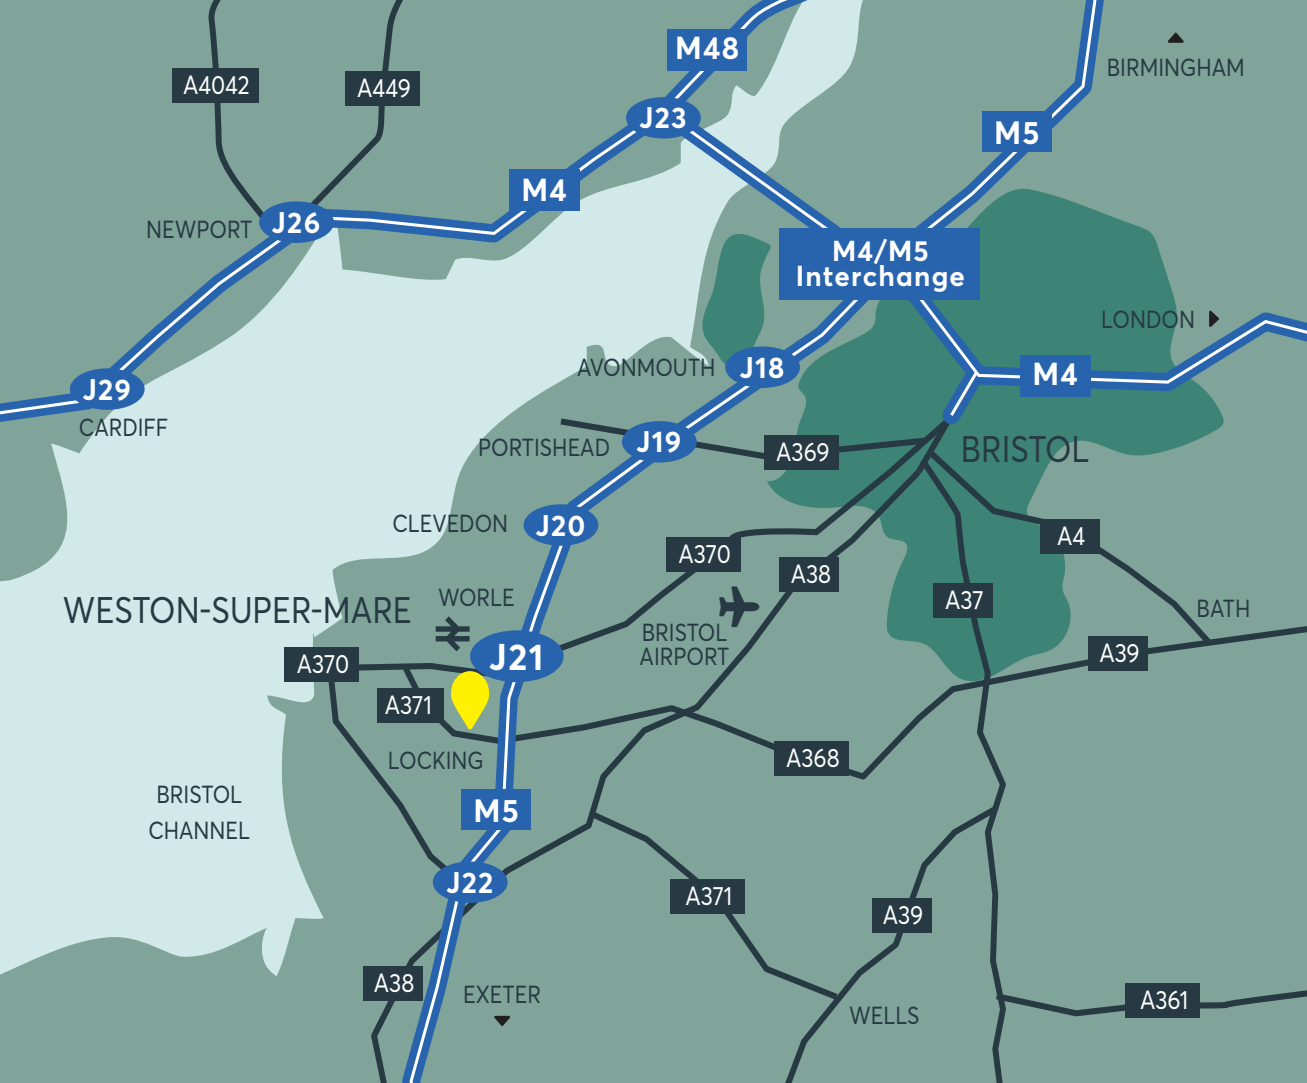 M48
BIRMINGHAM
A4042
A449
J23
M5
M4
NEWPORT
J26
M4/M5
Interchange
LONDON
AVONMOUTH
J18
M4
J29
CARDIFF
PORTISHEAD
J19
A369
BRISTOL
CLEVEDON
J20
A370
A4
A38
WORLE
WESTON-SUPER-MARE
A37
BATH
BRISTOL
AIRPORT
J21
A370
A39
A371
LOCKING
A368
BRISTOL
CHANNEL
M5
J22
A371
A39
A38
EXETER
A361
WELLS